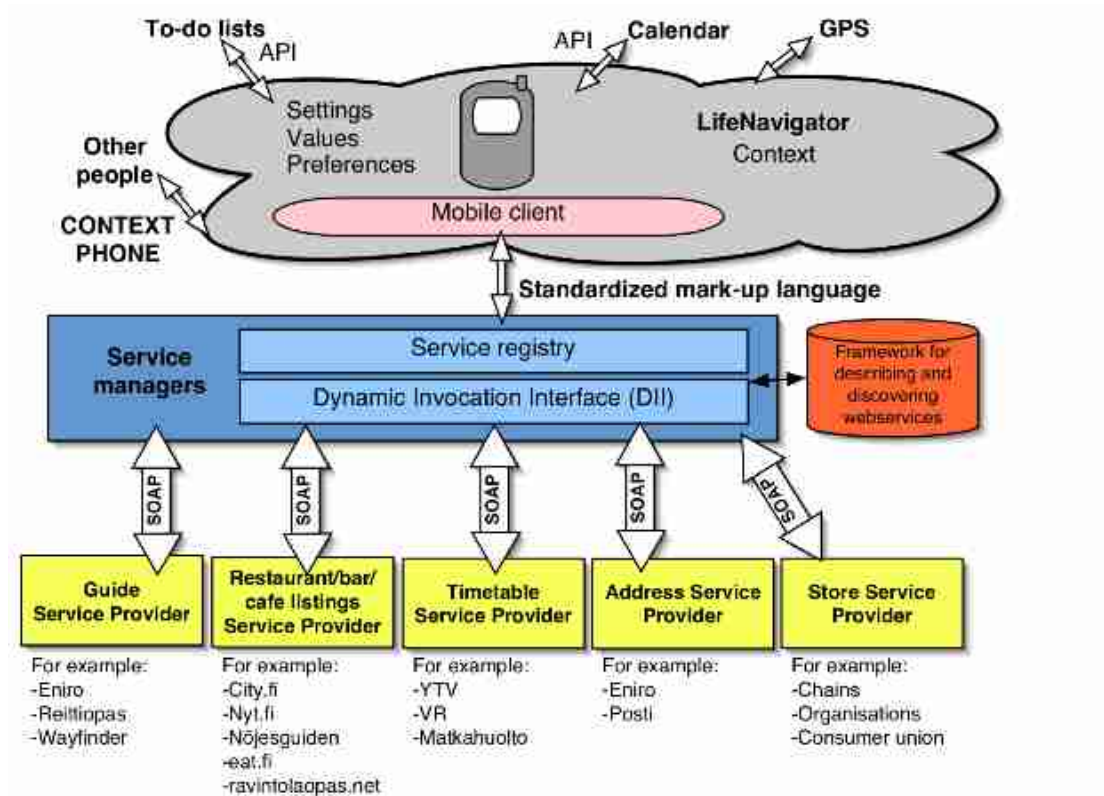 To-do lists
API
API
Calendar
GPS
Settings
Values
Preferences
LifeNavigator
Context
Other
people
CONTEXT
PHONE
Mobile client
Standardized mark-up language
Service
managers
Service registry
Dynamic Invocation Interface (DII)
Framework for
describing and
discovering
webservices
SOAP
SOAP
SOAP
SOAP
SOAP
Guide
Service Provider
Restaurant/bar/
cafe listings
Service Provider
Timetable
Service Provider
Address Service
Provider
Store Service
Provider
For example:
-Eniro
-Reittiopas
-Wayfinder
For example:
-City.fi
-Nyt.fi
-Nöjesguiden
-eat.fi
-ravintolaopas.net
For example:
-YTV
-VR
-Matkahuolto
For example:
-Eniro
-Posti
For example:
-Chains
-Organisations
-Consumer union